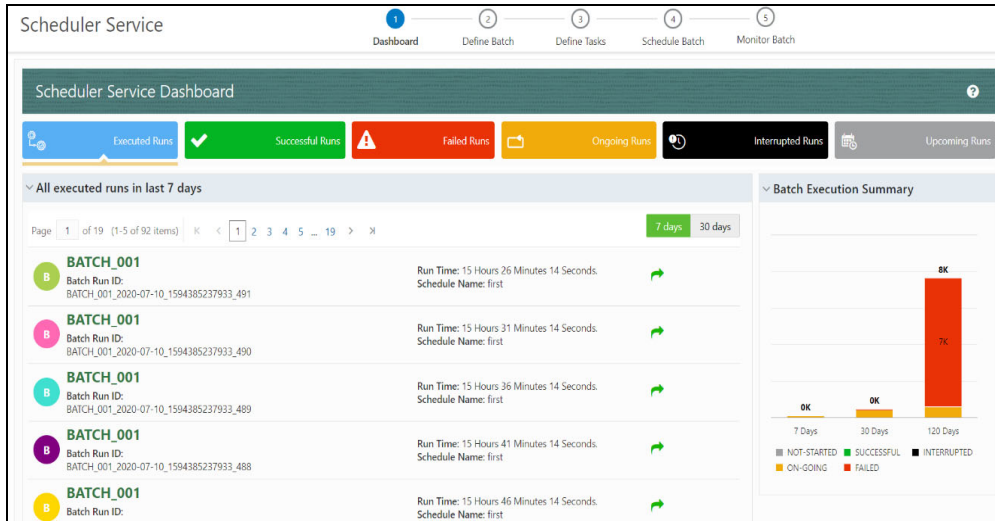 Scheduler Service
1 2 3 4 5
Dashboard Define Batch Define Tasks Schedule Batch Monitor Batch
Scheduler Service Dashboard ?
Executed Runs Successful Runs Failed Runs Ongoing Runs Interrupted Runs Upcoming Runs
All executed runs in last 7 days
Page 1 of 19 (1-5 of 92 items) 1 2 3 4 5 ... 19
7 days 30 days
B
BATCH_001
Batch Run ID:
BATCH_001_2020-07-10_1594385237933_491
Run Time: 15 Hours 26 Minutes 14 Seconds.
Schedule Name: first
B
BATCH_001
Batch Run ID:
BATCH_001_2020-07-10_1594385237933_490
Run Time: 15 Hours 31 Minutes 14 Seconds.
Schedule Name: first
B
BATCH_001
Batch Run ID:
BATCH_001_2020-07-10_1594385237933_489
Run Time: 15 Hours 36 Minutes 14 Seconds.
Schedule Name: first
B
BATCH_001
Batch Run ID:
BATCH_001_2020-07-10_1594385237933_488
Run Time: 15 Hours 41 Minutes 14 Seconds.
Schedule Name: first
B
BATCH_001
Batch Run ID:
Run Time: 15 Hours 46 Minutes 14 Seconds.
Schedule Name: first
Batch Execution Summary
8K
7K
0K 0K
7 Days 30 Days 120 Days
NOT-STARTED SUCCESSFUL INTERRUPTED
ON-GOING FAILED